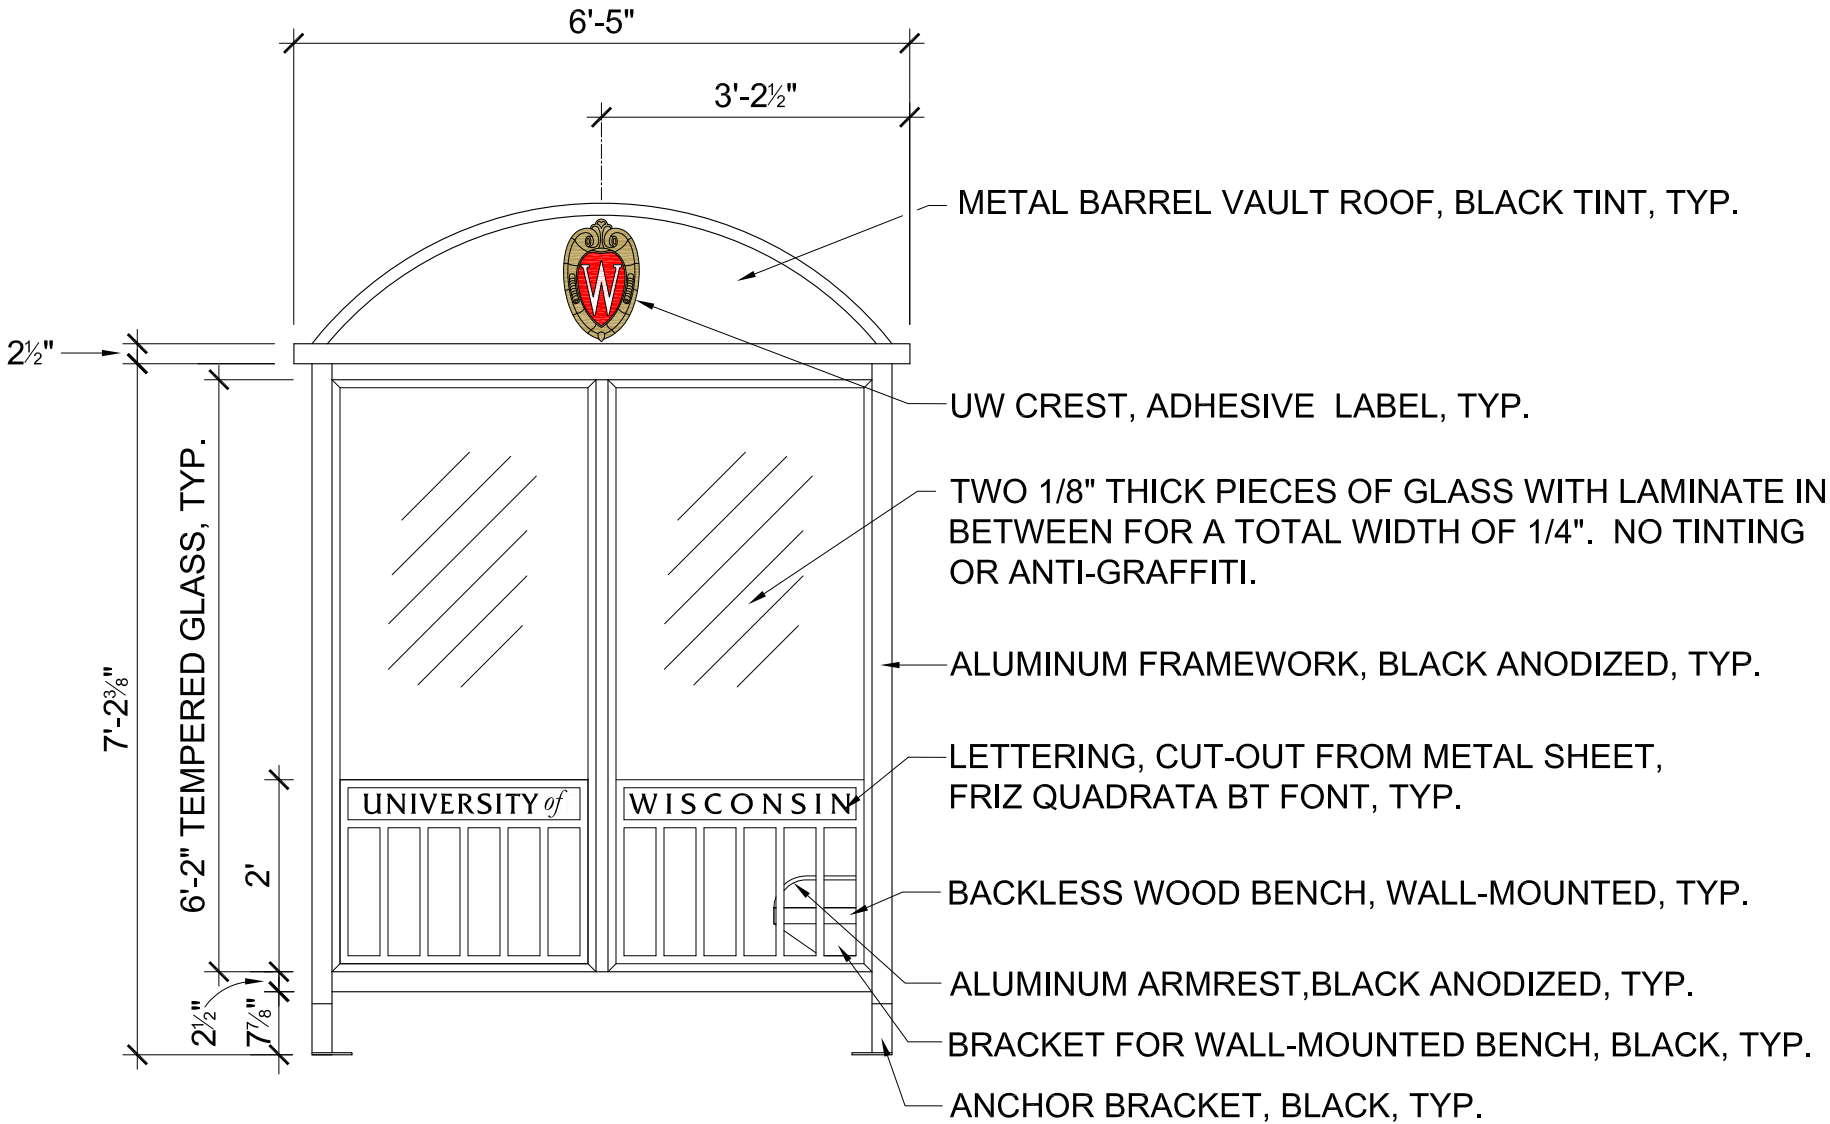 6'-5"
3'-2½"
METAL BARREL VAULT ROOF, BLACK TINT, TYP.
W
2½"
UW CREST, ADHESIVE LABEL, TYP.
TWO 1/8" THICK PIECES OF GLASS WITH LAMINATE IN
BETWEEN FOR A TOTAL WIDTH OF 1/4". NO TINTING
OR ANTI-GRAFFITI.
6'-2" TEMPERED GLASS, TYP.
7'-2⅜"
ALUMINUM FRAMEWORK, BLACK ANODIZED, TYP.
LETTERING, CUT-OUT FROM METAL SHEET,
FRIZ QUADRATA BT FONT, TYP.
UNIVERSITY of WISCONSIN
2'
BACKLESS WOOD BENCH, WALL-MOUNTED, TYP.
ALUMINUM ARMREST,BLACK ANODIZED, TYP.
2½"
7⅞"
BRACKET FOR WALL-MOUNTED BENCH, BLACK, TYP.
ANCHOR BRACKET, BLACK, TYP.